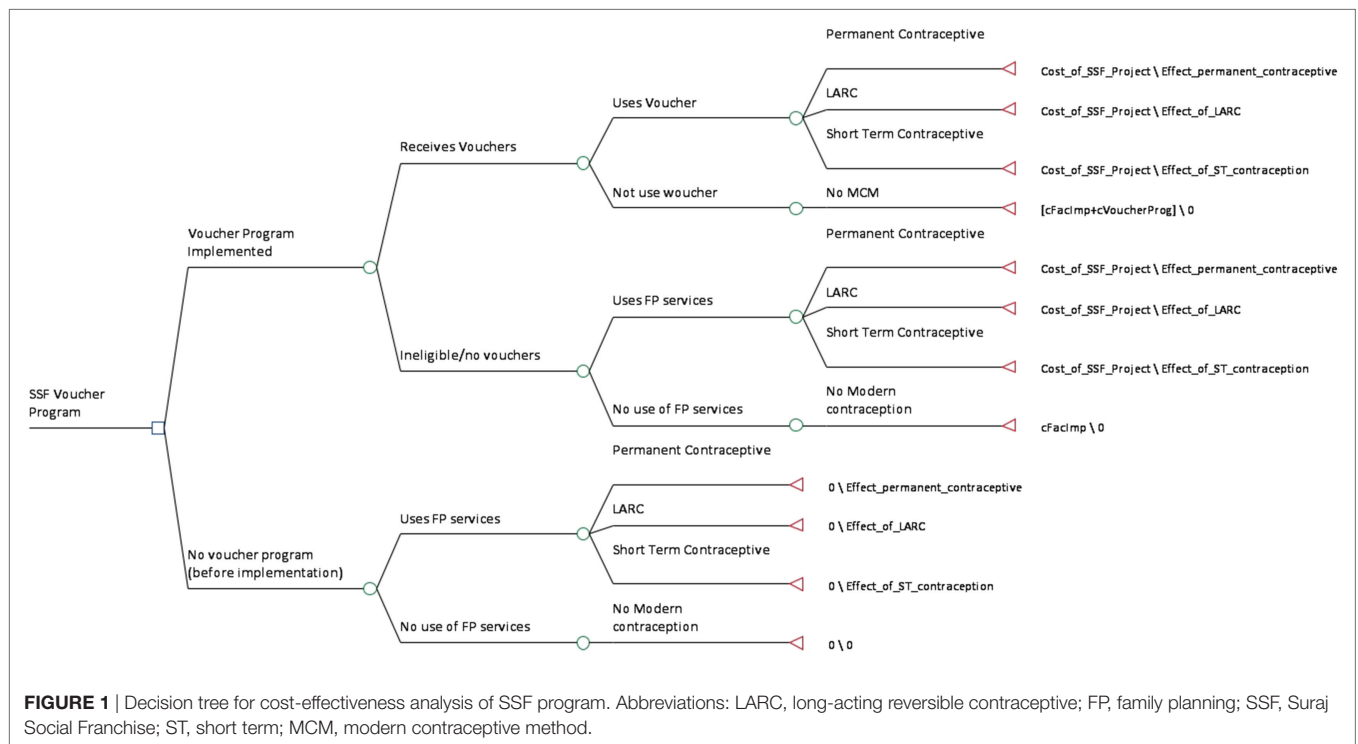 Permanent Contraceptive
Cost_of_SSF_Project \ Effect_permanent_contraceptive
LARC
Uses Voucher
Cost_of_SSF_Project \ Effect_of_LARC
Short Term Contraceptive
Receives Vouchers
Cost_of_SSF_Project \ Effect_of_ST_contraception
Not use woucher
No MCM
[cFacImp+cVoucherProg] \ 0
Voucher Program
Implemented
Permanent Contraceptive
Cost_of_SSF_Project \ Effect_permanent_contraceptive
LARC
Uses FP services
Cost_of_SSF_Project \ Effect_of_LARC
Short Term Contraceptive
Ineligible/no vouchers
Cost_of_SSF_Project \ Effect_of_ST_contraception
SSF Voucher
Program
No use of FP services
No Modern
contraception
cFacImp \ 0
Permanent Contraceptive
0 \ Effect_permanent_contraceptive
LARC
Uses FP services
0 \ Effect_of_LARC
Short Term Contraceptive
No voucher program
(before implementation)
0 \ Effect_of_ST_contraception
No use of FP services
No Modern
contraception
0 \ 0
FIGURE 1 | Decision tree for cost-effectiveness analysis of SSF program. Abbreviations: LARC, long-acting reversible contraceptive; FP, family planning; SSF, Suraj
Social Franchise; ST, short term; MCM, modern contraceptive method.